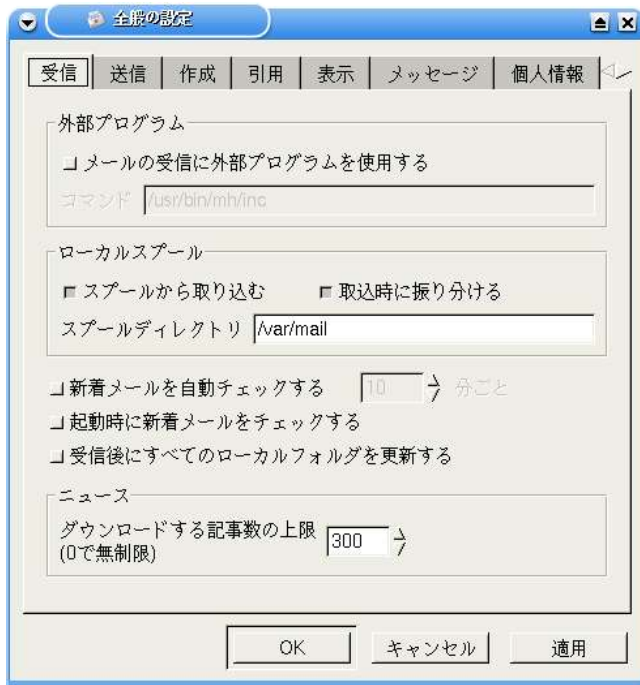 全般の設定
受信 送信 作成 引用 表示 メッセージ 個人情報
外部プログラム
メールの受信に外部プログラムを使用する
コマンド /usr/bin/mh/inc
ローカルスプール
スプールから取り込む 取込時に振り分ける
スプールディレクトリ /var/mail
新着メールを自動チェックする 10 分ごと
起動時に新着メールをチェックする
受信後にすべてのローカルフォルダを更新する
ニュース
ダウンロードする記事数の上限 300
(0で無制限)
OK キャンセル 適用